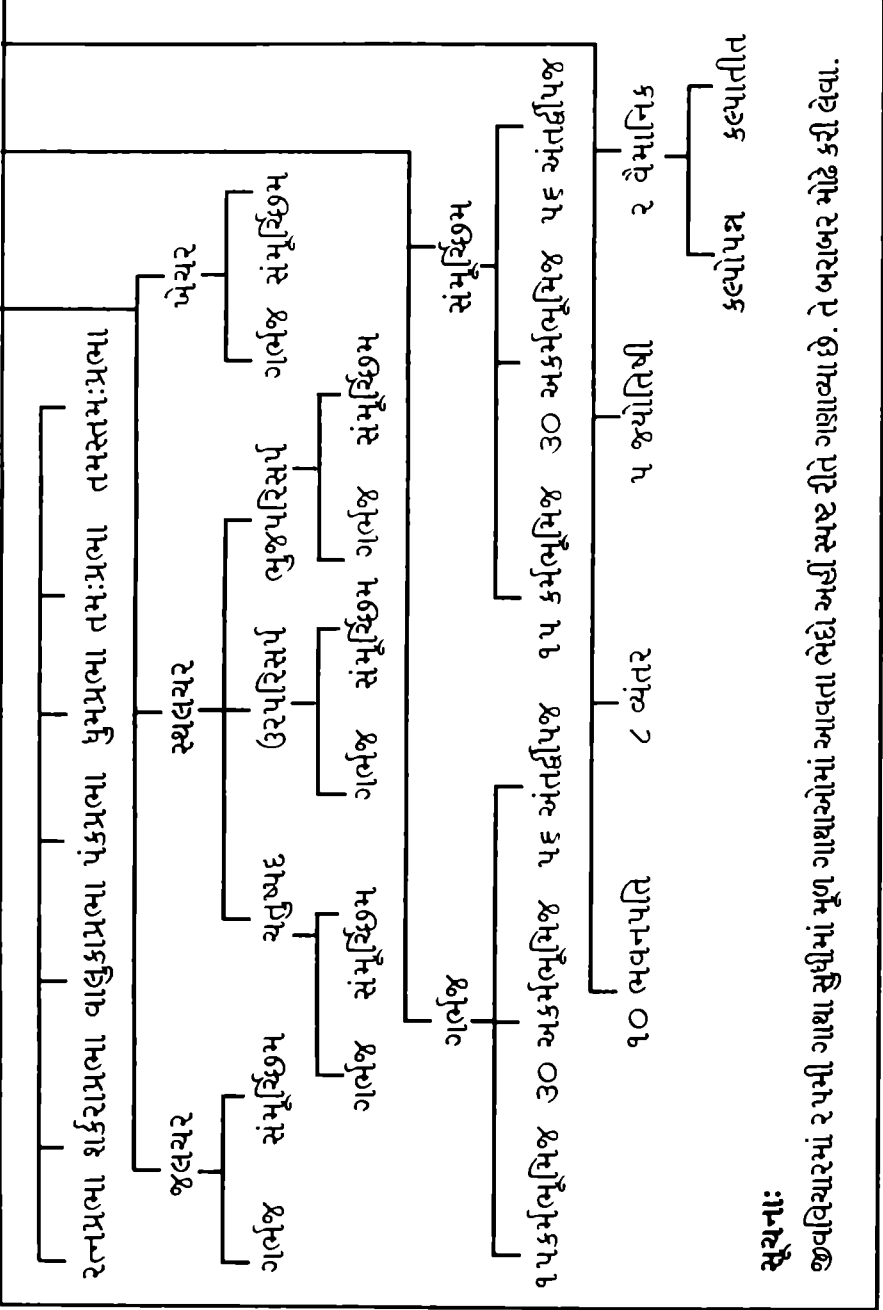 રત્નપ્રભા શર્કરાપ્રભા વાલુકાપ્રભા પંકપ્રભા ધૂમપ્રભા તમ:પ્રભા તમસ્તમ:પ્રભા
જલચર સ્થલચર ખેચર
ગર્ભજ સંમૂર્છિમ ચતુષ્પદ ઉરપરિસર્પ ભુજપરિસર્પ ગર્ભજ સંમૂર્છિમ
ગર્ભજ સંમૂર્છિમ ગર્ભજ સંમૂર્છિમ ગર્ભજ સંમૂર્છિમ
ગર્ભજ સંમૂર્છિમ
૧૫કર્મભૂમિજ ૩૦ અકર્મભૂમિજ ૫૬ અંતર્દ્વીપજ ૧૫ કર્મભૂમિજ ૩૦ અકર્મભૂમિજ ૫૬ અંતર્દ્વીપજ
૧૦ ભવનપતિ ૮ વ્યંતર ૫ જ્યોતિષી ૨ વૈમાનિક
કલ્પોપન્ન કલ્પાતીત
સૂચના:
જીવવિચારમાં ૨૫મી ગાથા સુધીમાં મૂળ ગાથાઓમાં આવતા ભેદો અહીં સ્પષ્ટ રીતે ગણાવ્યા છે. તે બરાબર મોઢે કરી લેવા.